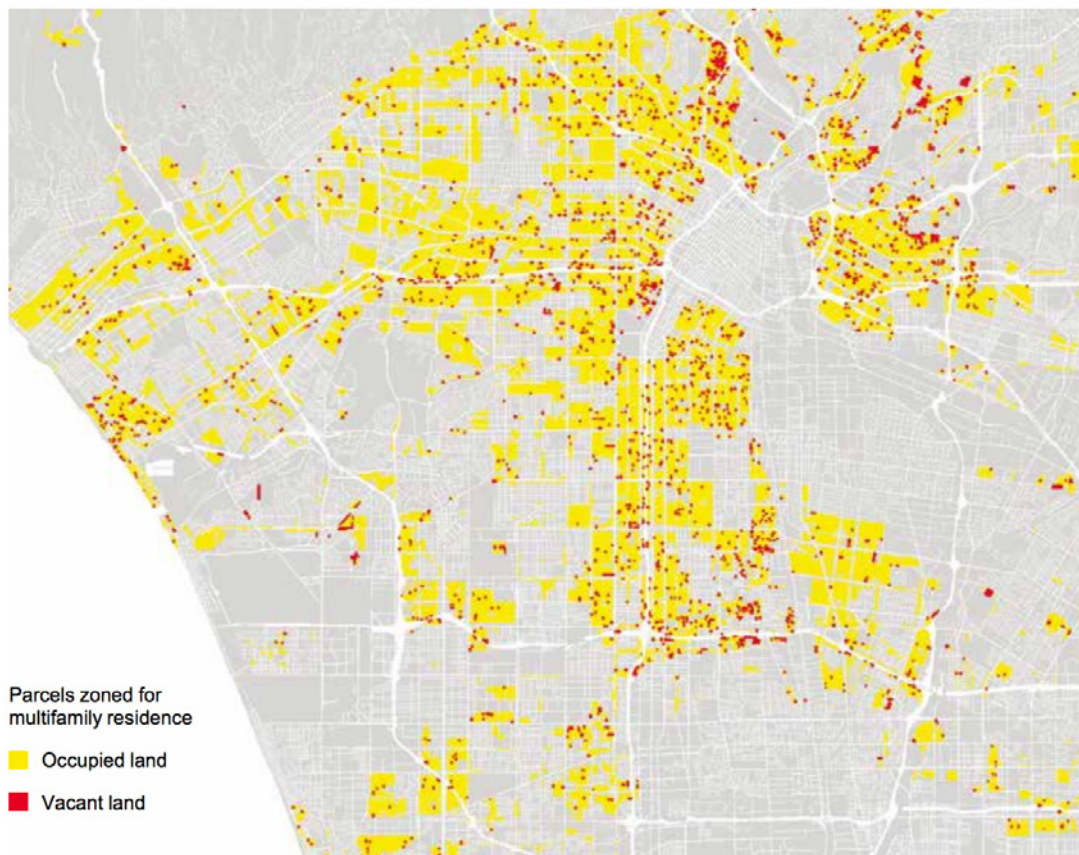 Parcels zoned for
multifamily residence
Occupied land
Vacant land